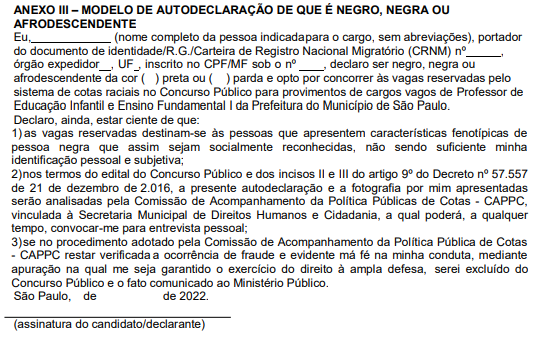 ANEXO III – MODELO DE AUTODECLARAÇÃO DE QUE É NEGRO, NEGRA OU
AFRODESCENDENTE
Eu,_____________ (nome completo da pessoa indicadapara o cargo, sem abreviações), portador
do documento de identidade/R.G./Carteira de Registro Nacional Migratório (CRNM) nº______,
órgão expedidor__, UF_, inscrito no CPF/MF sob o nº ____, declaro ser negro, negra ou
afrodescendente da cor ( ) preta ou ( ) parda e opto por concorrer às vagas reservadas pelo
sistema de cotas raciais no Concurso Público para provimentos de cargos vagos de Professor de
Educação Infantil e Ensino Fundamental I da Prefeitura do Município de São Paulo.
Declaro, ainda, estar ciente de que:
1)as vagas reservadas destinam-se às pessoas que apresentem características fenotípicas de
pessoa negra que assim sejam socialmente reconhecidas, não sendo suficiente minha
identificação pessoal e subjetiva;
2)nos termos do edital do Concurso Público e dos incisos II e III do artigo 9º do Decreto nº 57.557
de 21 de dezembro de 2.016, a presente autodeclaração e a fotografia por mim apresentadas
serão analisadas pela Comissão de Acompanhamento da Política Públicas de Cotas - CAPPC,
vinculada à Secretaria Municipal de Direitos Humanos e Cidadania, a qual poderá, a qualquer
tempo, convocar-me para entrevista pessoal;
3)se no procedimento adotado pela Comissão de Acompanhamento da Política Pública de Cotas
- CAPPC restar verificada a ocorrência de fraude e evidente má fé na minha conduta, mediante
apuração na qual me seja garantido o exercício do direito à ampla defesa, serei excluído do
Concurso Público e o fato comunicado ao Ministério Público.
São Paulo, de de 2022.
______________________________
(assinatura do candidato/declarante)